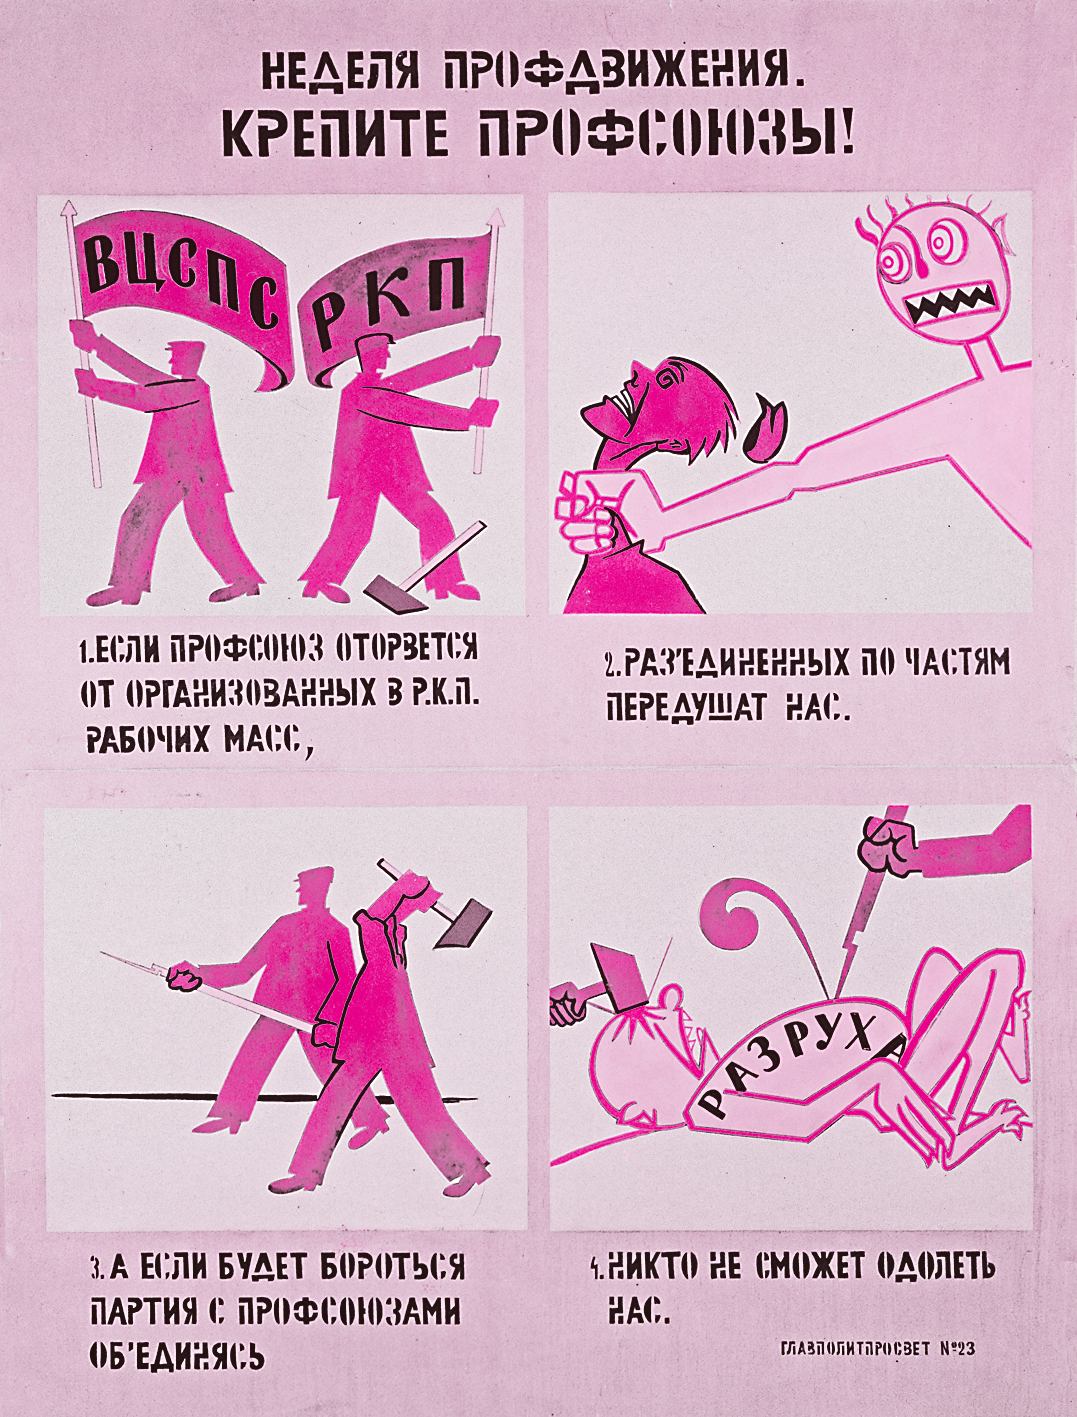 НЕДЕЛЯ ПРОФДВИЖЕНИЯ.
КРЕПИТЕ ПРОФСОЮЗЫ!
ВЦСПС
РКП
1. ЕСЛИ ПРОФСОЮЗ ОТОРВЕТСЯ
ОТ ОРГАНИЗОВАННЫХ В Р.К.П.
РАБОЧИХ МАСС,
2. РАЗ'ЕДИНЕННЫХ ПО ЧАСТЯМ
ПЕРЕДУШАТ НАС.
РАЗРУХА
3. А ЕСЛИ БУДЕТ БОРОТЬСЯ
ПАРТИЯ С ПРОФСОЮЗАМИ
ОБ'ЕДИНЯСЬ
4. НИКТО НЕ СМОЖЕТ ОДОЛЕТЬ
НАС.
ГЛАВПОЛИТПРОСВЕТ №23